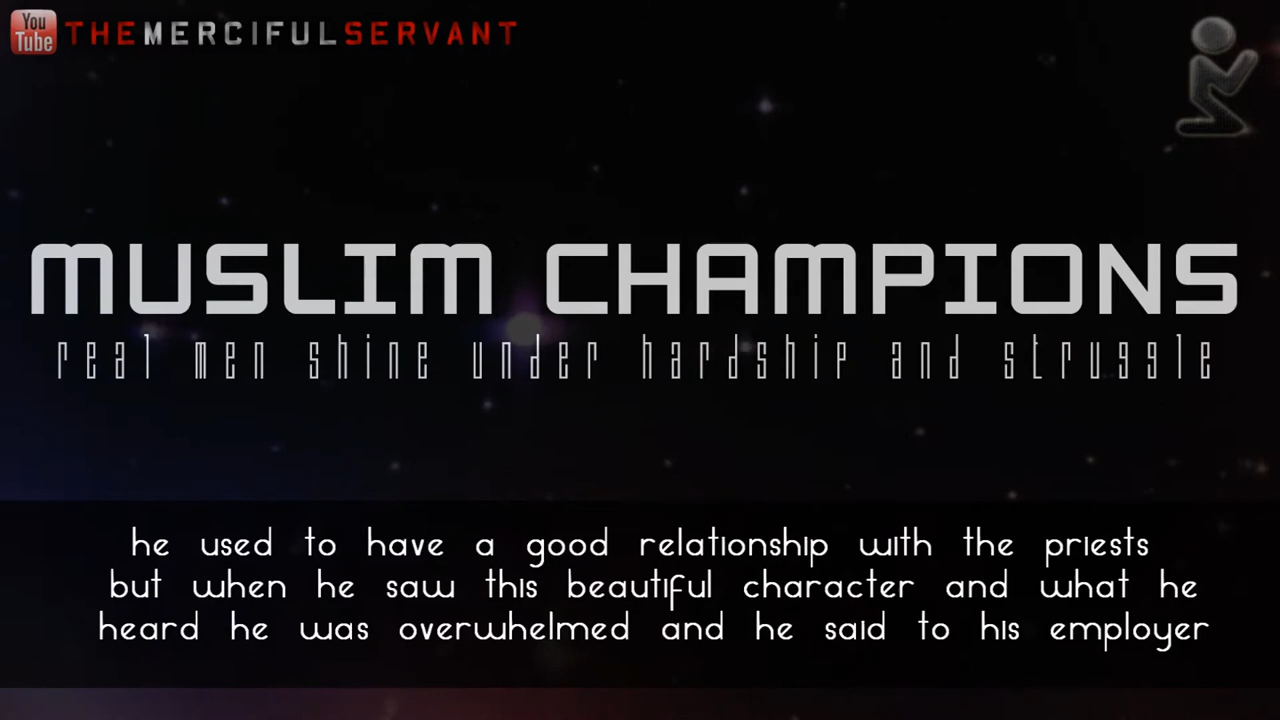 You
Tube
THEMERCIFULSERVANT
MUSLIM CHAMPIONS
real men shine under hardship and struggle
he used to have a good relationship with the priests
but when he saw this beautiful character and what he
heard he was overwhelmed and he said to his employer